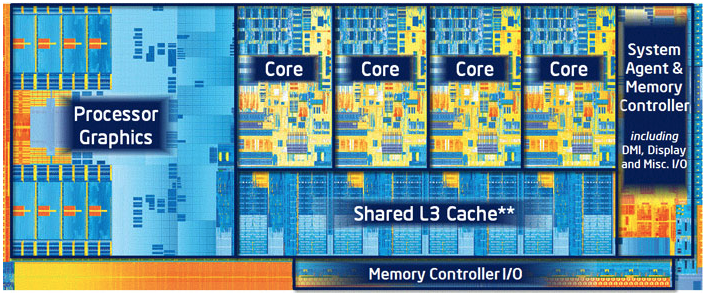 Processor
Graphics
Core
Core
Core
Core
System
Agent &
Memory
Controller
including
DMI, Display
and Misc. I/O
Shared L3 Cache**
Memory Controller I/O